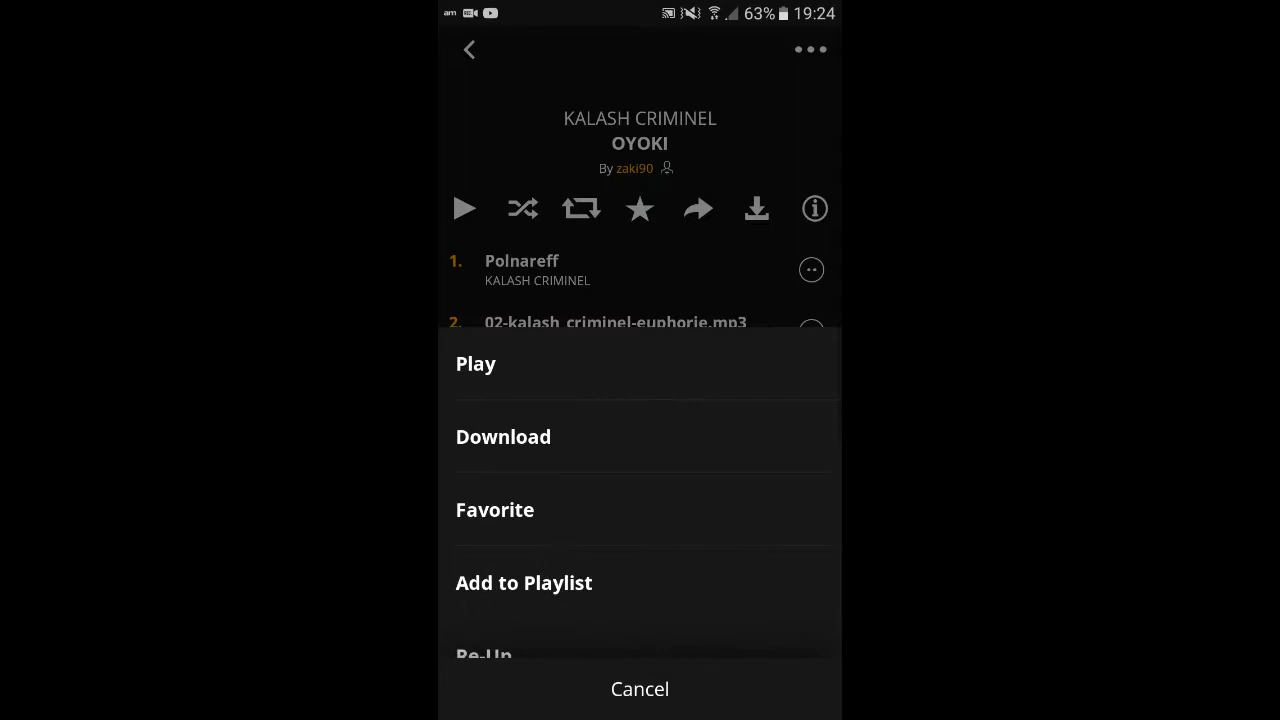 am 63% 19:24
KALASH CRIMINEL
OYOKI
By zaki90
1. Polnareff
KALASH CRIMINEL
2. 02-kalash_criminel-euphorie.mp3
Play
Download
Favorite
Add to Playlist
Re-Up
Cancel